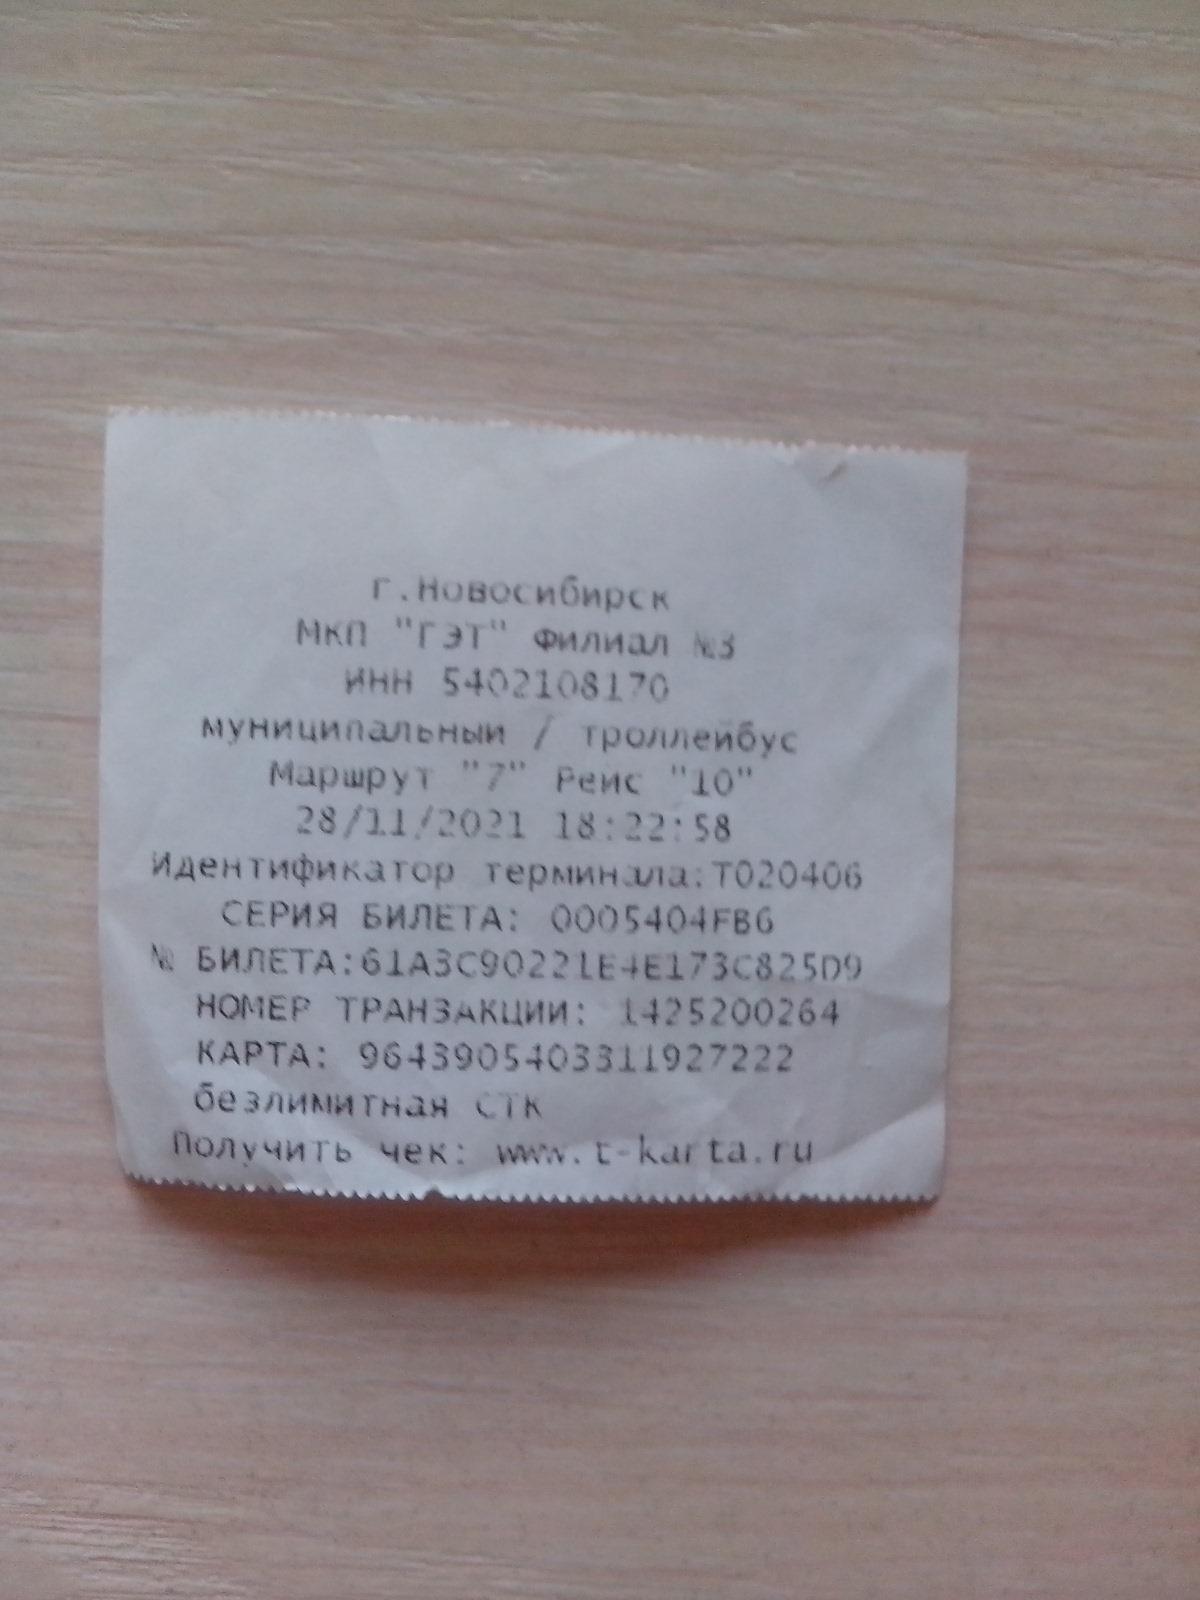 г.Новосибирск
МКП "ГЭТ" Филиал №3
ИНН 5402108170
муниципальный / троллейбус
Маршрут "7" Рейс "10"
28/11/2021 18:22:58
Идентификатор терминала:T020406
СЕРИЯ БИЛЕТА: 0005404FB6
№ БИЛЕТА:61A3C90221E4E173C825D9
НОМЕР ТРАНЗАКЦИИ: 1425200264
КАРТА: 9643905403311927222
безлимитная СТК
Получить чек: www.t-karta.ru